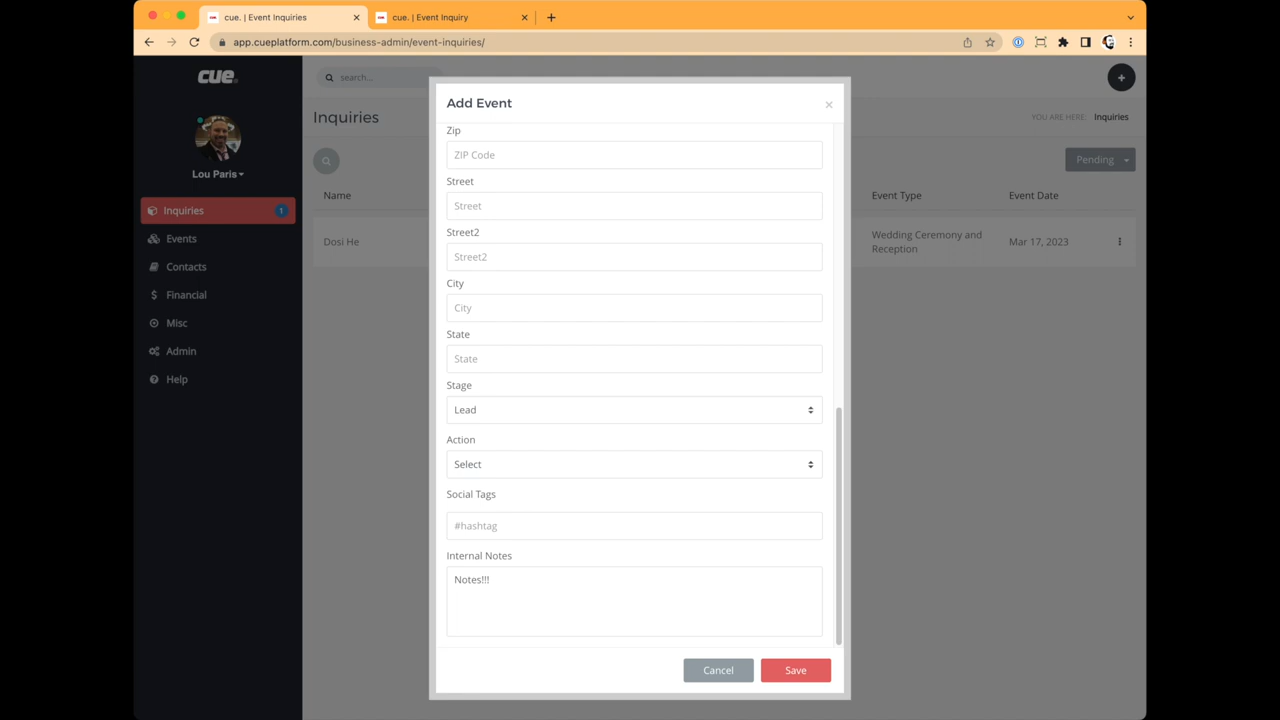 cue. | Event Inquiries
cue. | Event Inquiry
app.cueplatform.com/business-admin/event-inquiries/
cue
search...
Lou Paris
Inquiries
1
Events
Contacts
Financial
Misc
Admin
Help
Inquiries
YOU ARE HERE: Inquiries
Pending
Name
Event Type
Event Date
Dosi He
Wedding Ceremony and
Reception
Mar 17, 2023
Add Event
Zip
ZIP Code
Street
Street
Street2
Street2
City
City
State
State
Stage
Lead
Action
Select
Social Tags
#hashtag
Internal Notes
Notes!!!
Cancel
Save